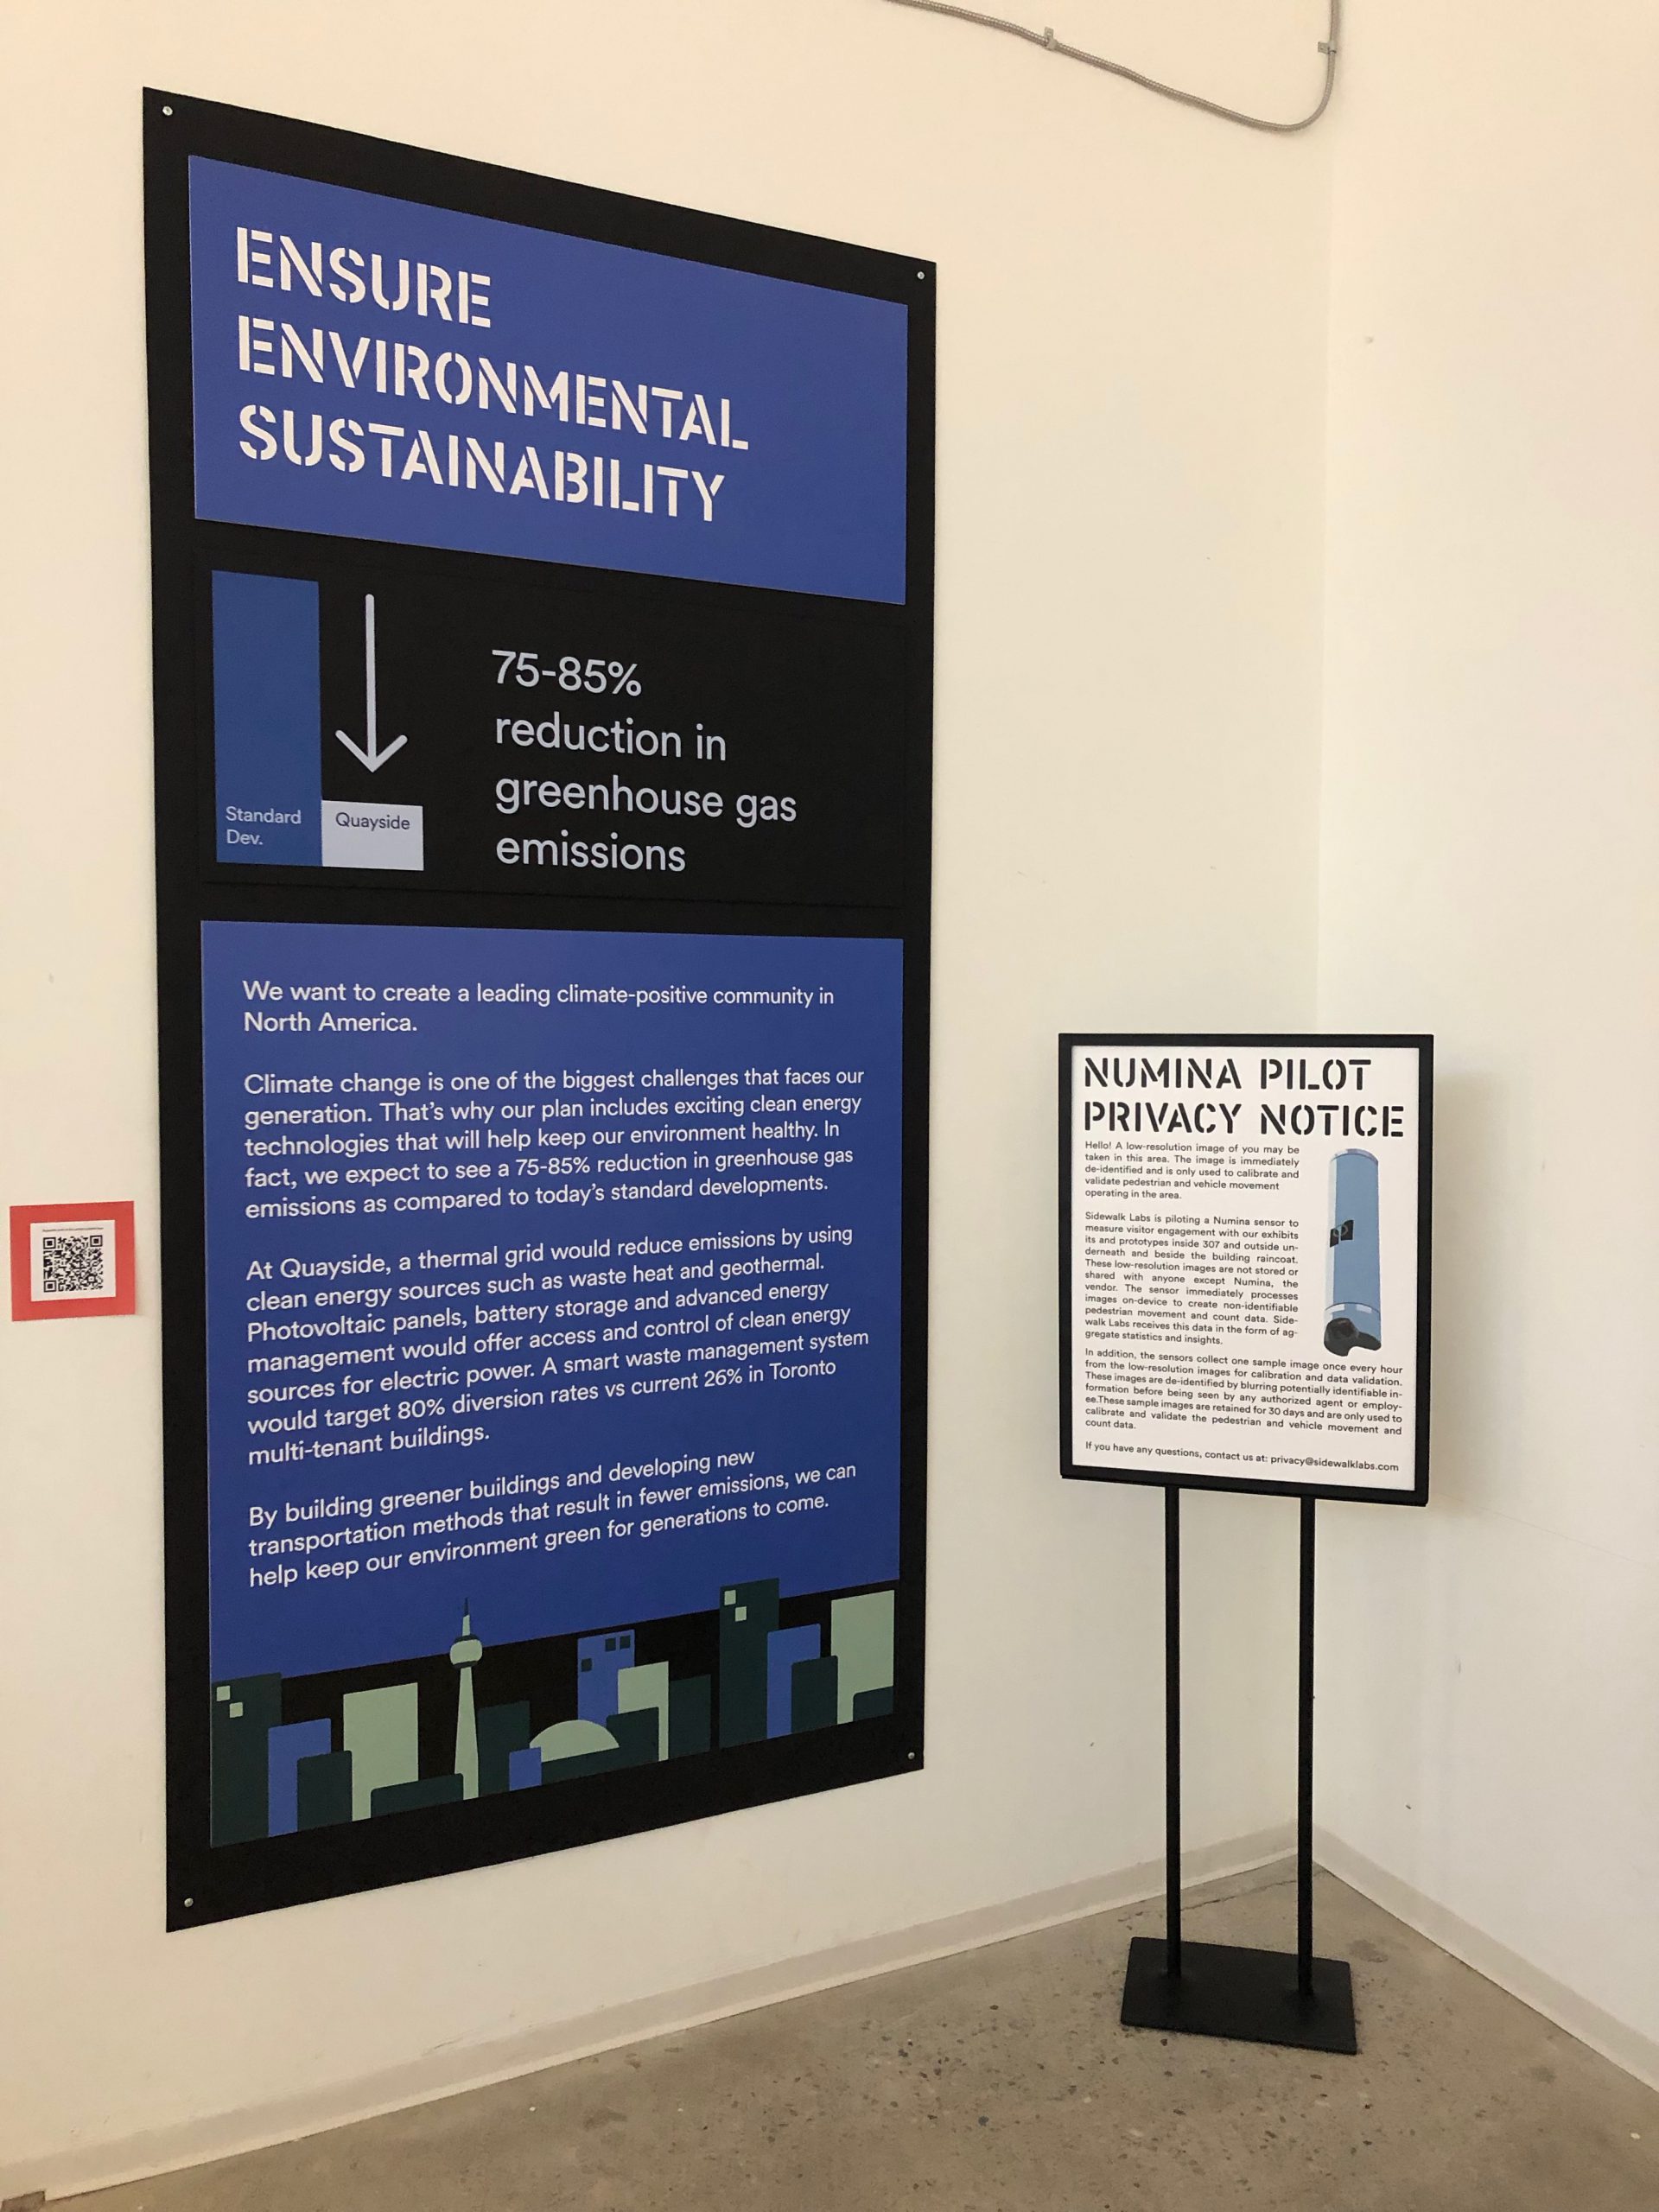 ENSURE
ENVIRONMENTAL
SUSTAINABILITY
Standard
Dev.
Quayside
75-85%
reduction in
greenhouse gas
emissions
We want to create a leading climate-positive community in
North America.
Climate change is one of the biggest challenges that faces our
generation. That's why our plan includes exciting clean energy
technologies that will help keep our environment healthy. In
fact, we expect to see a 75-85% reduction in greenhouse gas
emissions as compared to today's standard developments.
At Quayside, a thermal grid would reduce emissions by using
clean energy sources such as waste heat and geothermal.
Photovoltaic panels, battery storage and advanced energy
management would offer access and control of clean energy
sources for electric power. A smart waste management system
would target 80% diversion rates vs current 26% in Toronto
multi-tenant buildings.
By building greener buildings and developing new
transportation methods that result in fewer emissions, we can
help keep our environment green for generations to come.
NUMINA PILOT
PRIVACY NOTICE
Hello! A low-resolution image of you may be
taken in this area. The image is immediately
de-identified and is only used to calibrate and
validate pedestrian and vehicle movement
operating in the area.
Sidewalk Labs is piloting a Numina sensor to
measure visitor engagement with our exhibits
its and prototypes inside 307 and outside un-
derneath and beside the building raincoat.
These low-resolution images are not stored or
shared with anyone except Numina, the
vendor. The sensor immediately processes
images on-device to create non-identifiable
pedestrian movement and count data. Side-
walk Labs receives this data in the form of ag-
gregate statistics and insights.
In addition, the sensors collect one sample image once every hour
from the low-resolution images for calibration and data validation.
These images are de-identified by blurring potentially identifiable in-
formation before being seen by any authorized agent or employ-
ee.These sample images are retained for 30 days and are only used to
calibrate and validate the pedestrian and vehicle movement and
count data.
If you have any questions, contact us at: privacy@sidewalklabs.com